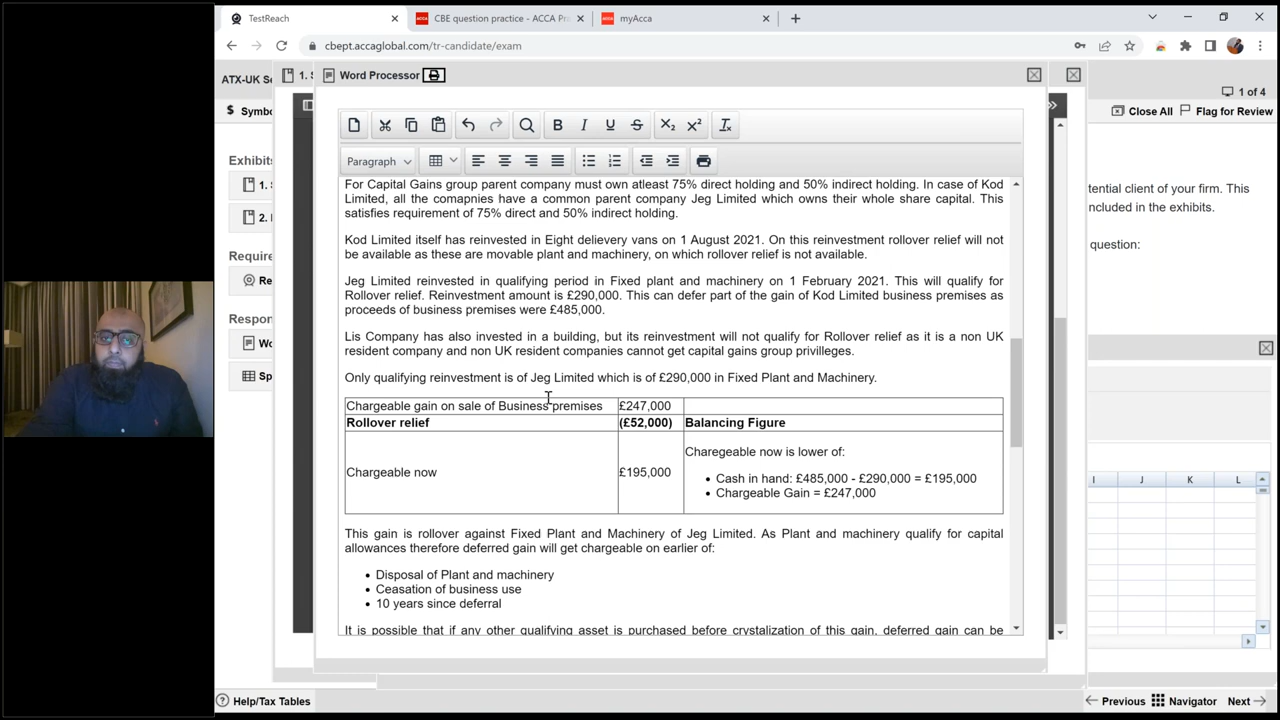 TestReach
CBE question practice - ACCA Pr
myAcca
cbept.accaglobal.com/tr-candidate/exam
ATX-UK Se
1. S
Word Processor
1 of 4
$ Symbo
Close All
Flag for Review
Paragraph
Exhibits
1. S
2. I
Require
Re
Respon
Wo
Sp
tential client of your firm. This
ncluded in the exhibits.
question:
For Capital Gains group parent company must own atleast 75% direct holding and 50% indirect holding. In case of Kod
Limited, all the comapnies have a common parent company Jeg Limited which owns their whole share capital. This
satisfies requirement of 75% direct and 50% indirect holding.
Kod Limited itself has reinvested in Eight delievery vans on 1 August 2021. On this reinvestment rollover relief will not
be available as these are movable plant and machinery, on which rollover relief is not available.
Jeg Limited reinvested in qualifying period in Fixed plant and machinery on 1 February 2021. This will qualify for
Rollover relief. Reinvestment amount is £290,000. This can defer part of the gain of Kod Limited business premises as
proceeds of business premises were £485,000.
Lis Company has also invested in a building, but its reinvestment will not qualify for Rollover relief as it is a non UK
resident company and non UK resident companies cannot get capital gains group privilleges.
Only qualifying reinvestment is of Jeg Limited which is of £290,000 in Fixed Plant and Machinery.
Chargeable gain on sale of Business premises £247,000
Rollover relief (£52,000) Balancing Figure
Charegeable now is lower of:
Chargeable now £195,000
• Cash in hand: £485,000 - £290,000 = £195,000
• Chargeable Gain = £247,000
This gain is rollover against Fixed Plant and Machinery of Jeg Limited. As Plant and machinery qualify for capital
allowances therefore deferred gain will get chargeable on earlier of:
• Disposal of Plant and machinery
• Ceasation of business use
• 10 years since deferral
It is possible that if any other qualifying asset is purchased before crystalization of this gain, deferred gain can be
I J K L
Help/Tax Tables
Previous
Navigator
Next